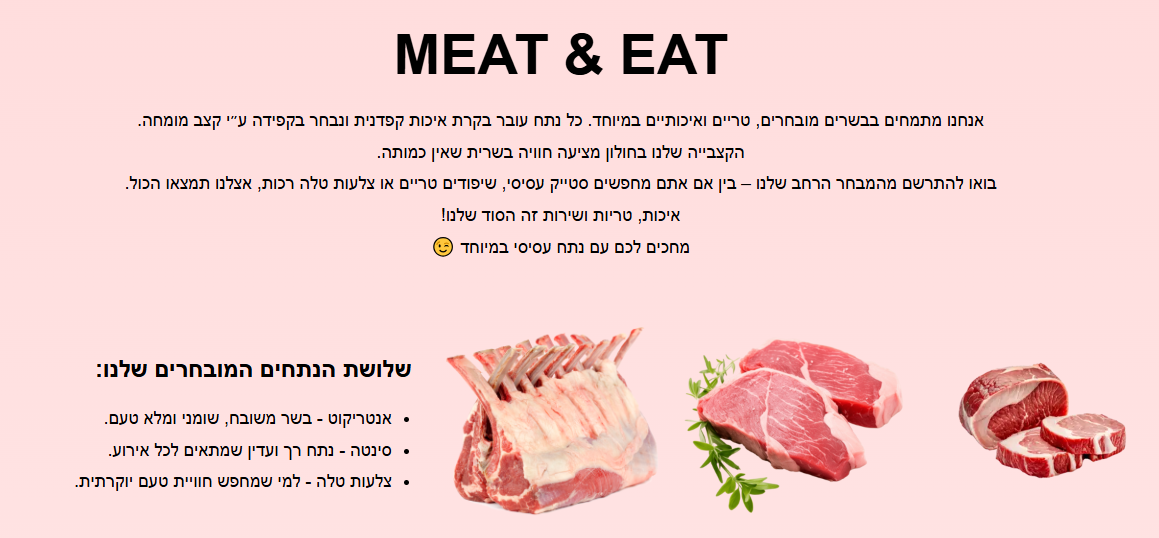 MEAT & EAT
אנחנו מתמחים בבשרים מובחרים, טריים ואיכותיים במיוחד. כל נתח עובר בקרת איכות קפדנית ונבחר בקפידה ע״י קצב מומחה.
הקצבייה שלנו בחולון מציעה חוויה בשרית שאין כמותה.
בואו להתרשם מהמבחר הרחב שלנו – בין אם אתם מחפשים סטייק עסיסי, שיפודים טריים או צלעות טלה רכות, אצלנו תמצאו הכול.
איכות, טריות ושירות זה הסוד שלנו!
מחכים לכם עם נתח עסיסי במיוחד 😉
שלושת הנתחים המובחרים שלנו:
• אנטריקוט - בשר משובח, שומני ומלא טעם.
• סינטה - נתח רך ועדין שמתאים לכל אירוע.
• צלעות טלה - למי שמחפש חוויית טעם יוקרתית.